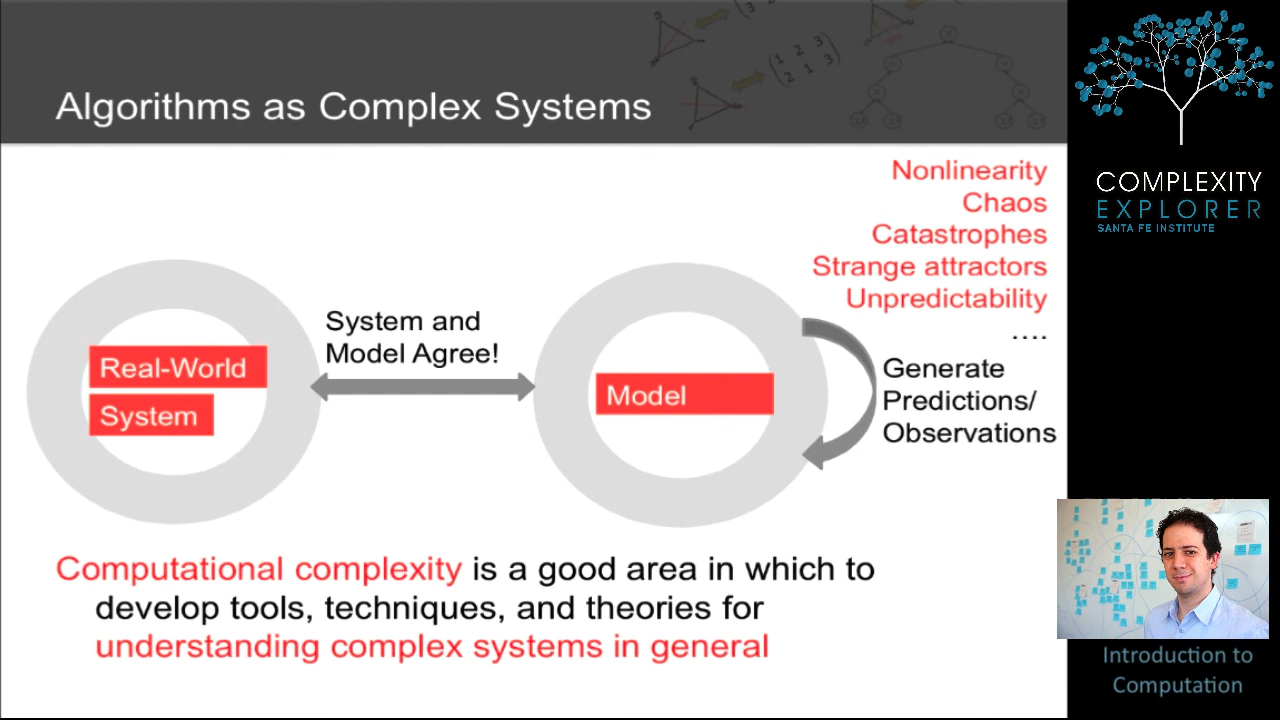 Algorithms as Complex Systems
Nonlinearity
Chaos
Catastrophes
Strange attractors
Unpredictability
....
System and
Model Agree!
Real-World
System
Model
Generate
Predictions/
Observations
Computational complexity is a good area in which to
develop tools, techniques, and theories for
understanding complex systems in general
COMPLEXITY
EXPLORER
SANTA FE INSTITUTE
Introduction to
Computation